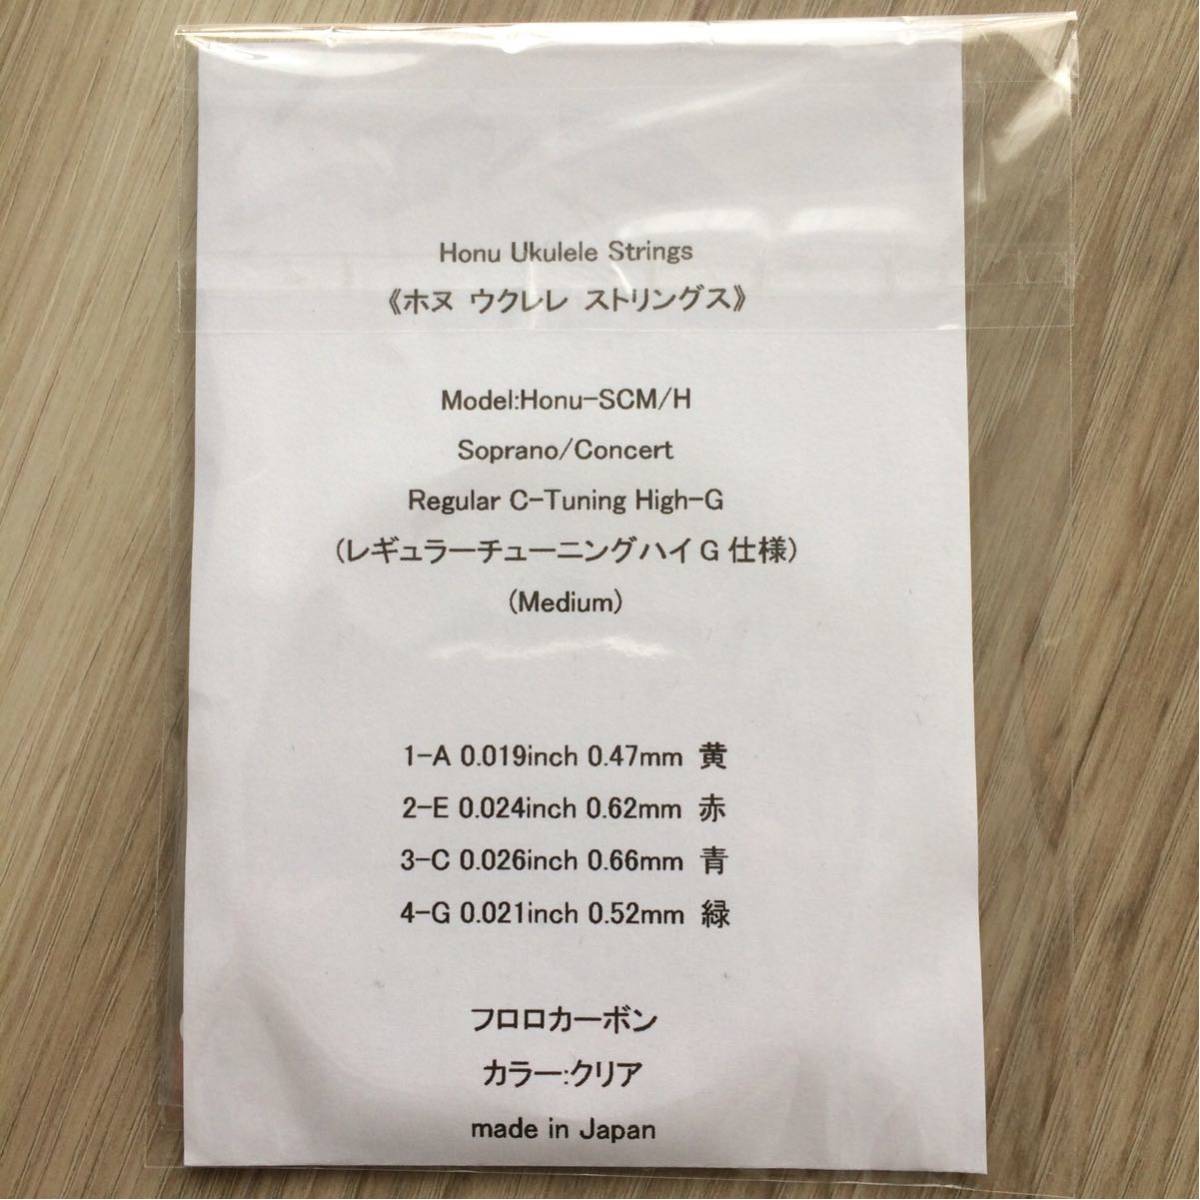 Honu Ukulele Strings
《ホヌ ウクレレ ストリングス》
Model:Honu-SCM/H
Soprano/Concert
Regular C-Tuning High-G
(レギュラーチューニングハイG仕様)
(Medium)
1-A 0.019inch 0.47mm 黄
2-E 0.024inch 0.62mm 赤
3-C 0.026inch 0.66mm 青
4-G 0.021inch 0.52mm 緑
フロロカーボン
カラー:クリア
made in Japan